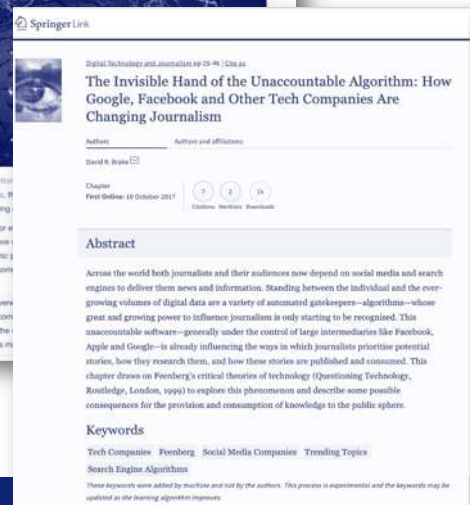 Springer Link
Digital Technology and Journalism pp 25-46 | Cite as
The Invisible Hand of the Unaccountable Algorithm: How
Google, Facebook and Other Tech Companies Are
Changing Journalism
Authors Authors and affiliations
David R. Brake
Chapter
First Online: 10 October 2017
7 2
Citations Mentions Downloads
Abstract
Across the world both journalists and their audiences now depend on social media and search
engines to deliver them news and information. Standing between the individual and the ever-
growing volumes of digital data are a variety of automated gatekeepers—algorithms—whose
great and growing power to influence journalism is only starting to be recognised. This
unaccountable software—generally under the control of large intermediaries like Facebook,
Apple and Google—is already influencing the ways in which journalists prioritise potential
stories, how they research them, and how these stories are published and consumed. This
chapter draws on Feenberg's critical theories of technology (Questioning Technology,
Routledge, London, 1999) to explore this phenomenon and describe some possible
consequences for the provision and consumption of knowledge to the public sphere.
Keywords
Tech Companies Feenberg Social Media Companies Trending Topics
Search Engine Algorithms
These keywords were added by machine and not by the authors. This process is experimental and the keywords may be
updated as the learning algorithm improves.